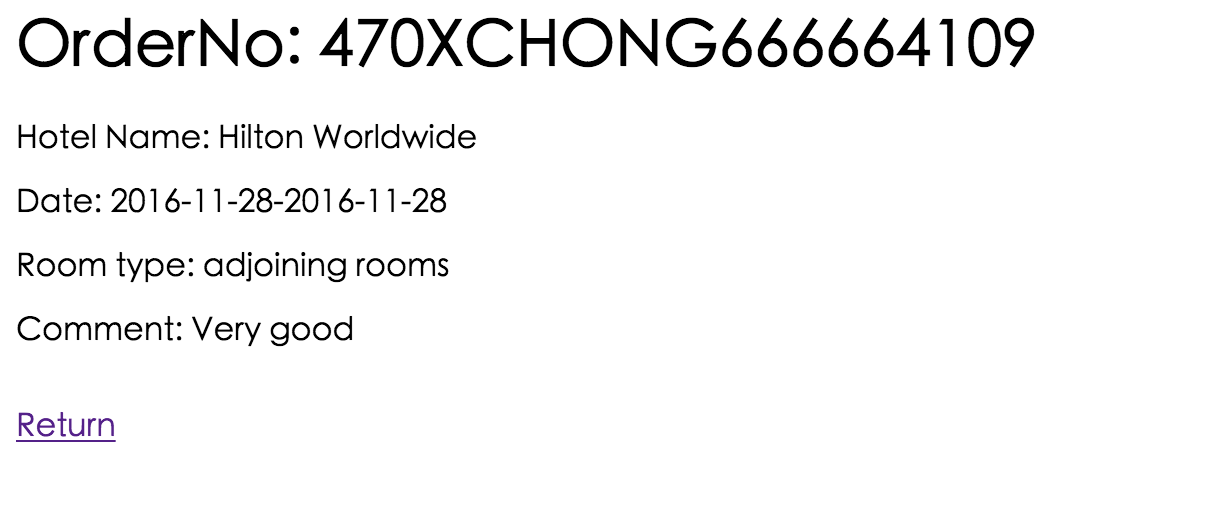 OrderNo: 470XCHONG666664109
Hotel Name: Hilton Worldwide
Date: 2016-11-28-2016-11-28
Room type: adjoining rooms
Comment: Very good
Return